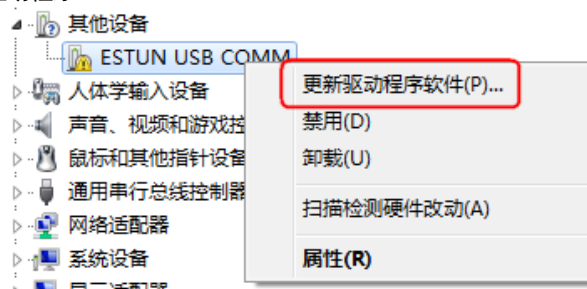 其他设备
ESTUN USB COMM
更新驱动程序软件(P)...
人体学输入设备
禁用(D)
声音、视频和游戏控
卸载(U)
鼠标和其他指针设备
通用串行总线控制器
扫描检测硬件改动(A)
网络适配器
系统设备
属性(R)